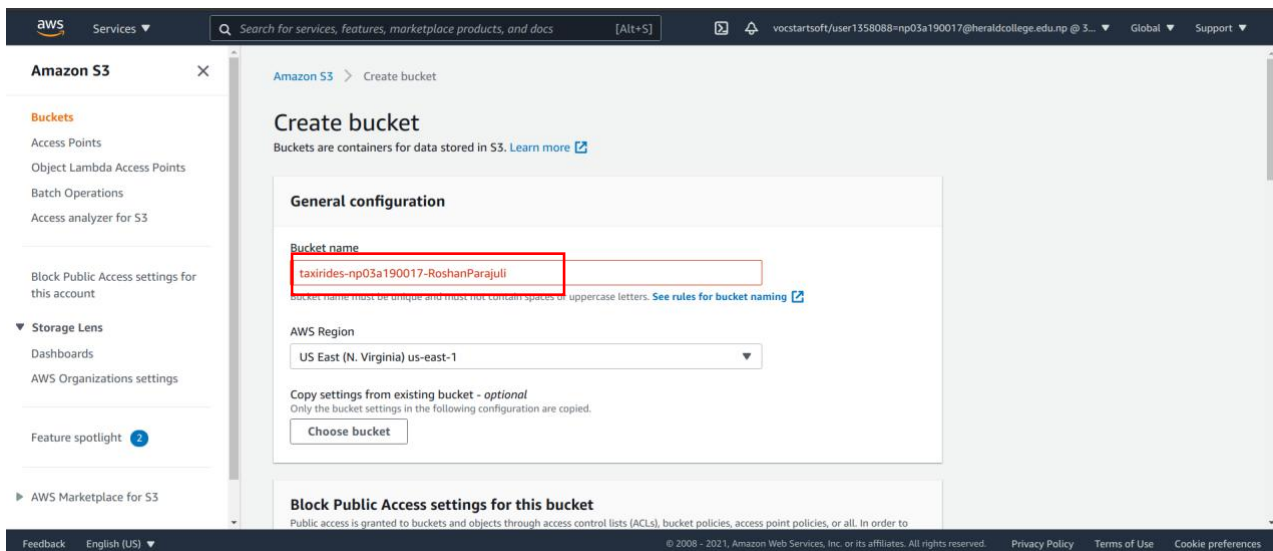 aws Services ▼ Search for services, features, marketplace products, and docs [Alt+S] vocstartsoft/user1358088=np03a190017@heraldcollege.edu.np @ 3... ▼ Global ▼ Support ▼
Amazon S3
Buckets
Access Points
Object Lambda Access Points
Batch Operations
Access analyzer for S3
Block Public Access settings for
this account
Storage Lens
Dashboards
AWS Organizations settings
Feature spotlight 2
AWS Marketplace for S3
Amazon S3 > Create bucket
Create bucket
Buckets are containers for data stored in S3. Learn more
General configuration
Bucket name
taxirides-np03a190017-RoshanParajuli
Bucket name must be unique and must not contain spaces or uppercase letters. See rules for bucket naming
AWS Region
US East (N. Virginia) us-east-1
Copy settings from existing bucket - optional
Only the bucket settings in the following configuration are copied.
Choose bucket
Block Public Access settings for this bucket
Public access is granted to buckets and objects through access control lists (ACLs), bucket policies, access point policies, or all. In order to
Feedback English (US) ▼ © 2008 - 2021, Amazon Web Services, Inc. or its affiliates. All rights reserved. Privacy Policy Terms of Use Cookie preferences